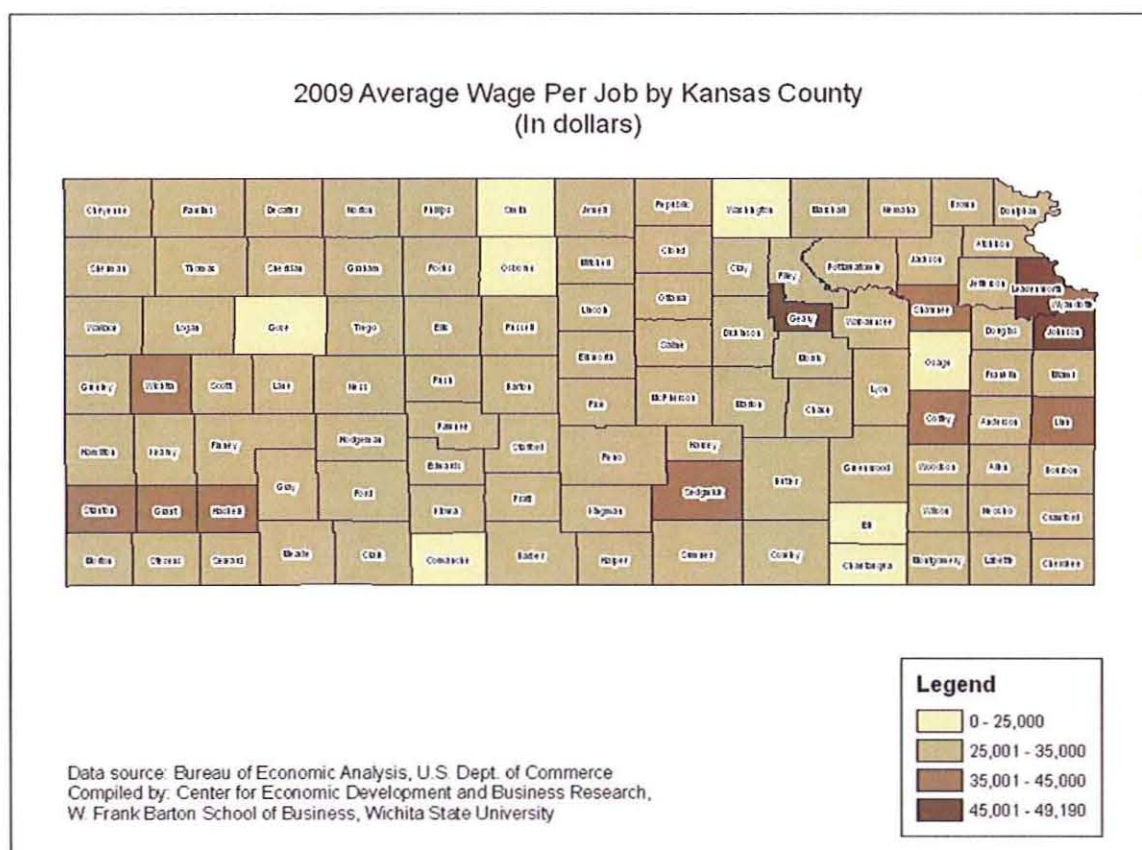 2009 Average Wage Per Job by Kansas County
(In dollars)
Cheyenne Rawlins Decatur Norton Phillips Smith Jewell Republic Washington Marshall Nemaha Brown Doniphan
Sherman Thomas Sheridan Graham Rooks Osborne Mitchell Cloud Clay Riley Pottawatomie Jackson Atchison
Jefferson Leavenworth Wyandotte
Wallace Logan Gove Trego Ellis Russell Lincoln Ottawa Dickinson Geary Wabaunsee Shawnee Douglas Johnson
Greeley Wichita Scott Lane Ness Rush Barton Ellsworth Saline Morris Osage Franklin Miami
Rice McPherson Marion Chase Lyon Coffey Anderson Linn
Hamilton Kearny Finney Hodgeman Pawnee Stafford Reno Harvey
Edwards Butler Greenwood Woodson Allen Bourbon
Stanton Grant Haskell Gray Ford Kiowa Pratt Kingman Sedgwick Elk Wilson Neosho Crawford
Morton Stevens Seward Meade Clark Comanche Barber Harper Sumner Cowley Chautauqua Montgomery Labette Cherokee
Legend
0 - 25,000
25,001 - 35,000
35,001 - 45,000
45,001 - 49,190
Data source: Bureau of Economic Analysis, U.S. Dept. of Commerce
Compiled by: Center for Economic Development and Business Research,
W. Frank Barton School of Business, Wichita State University